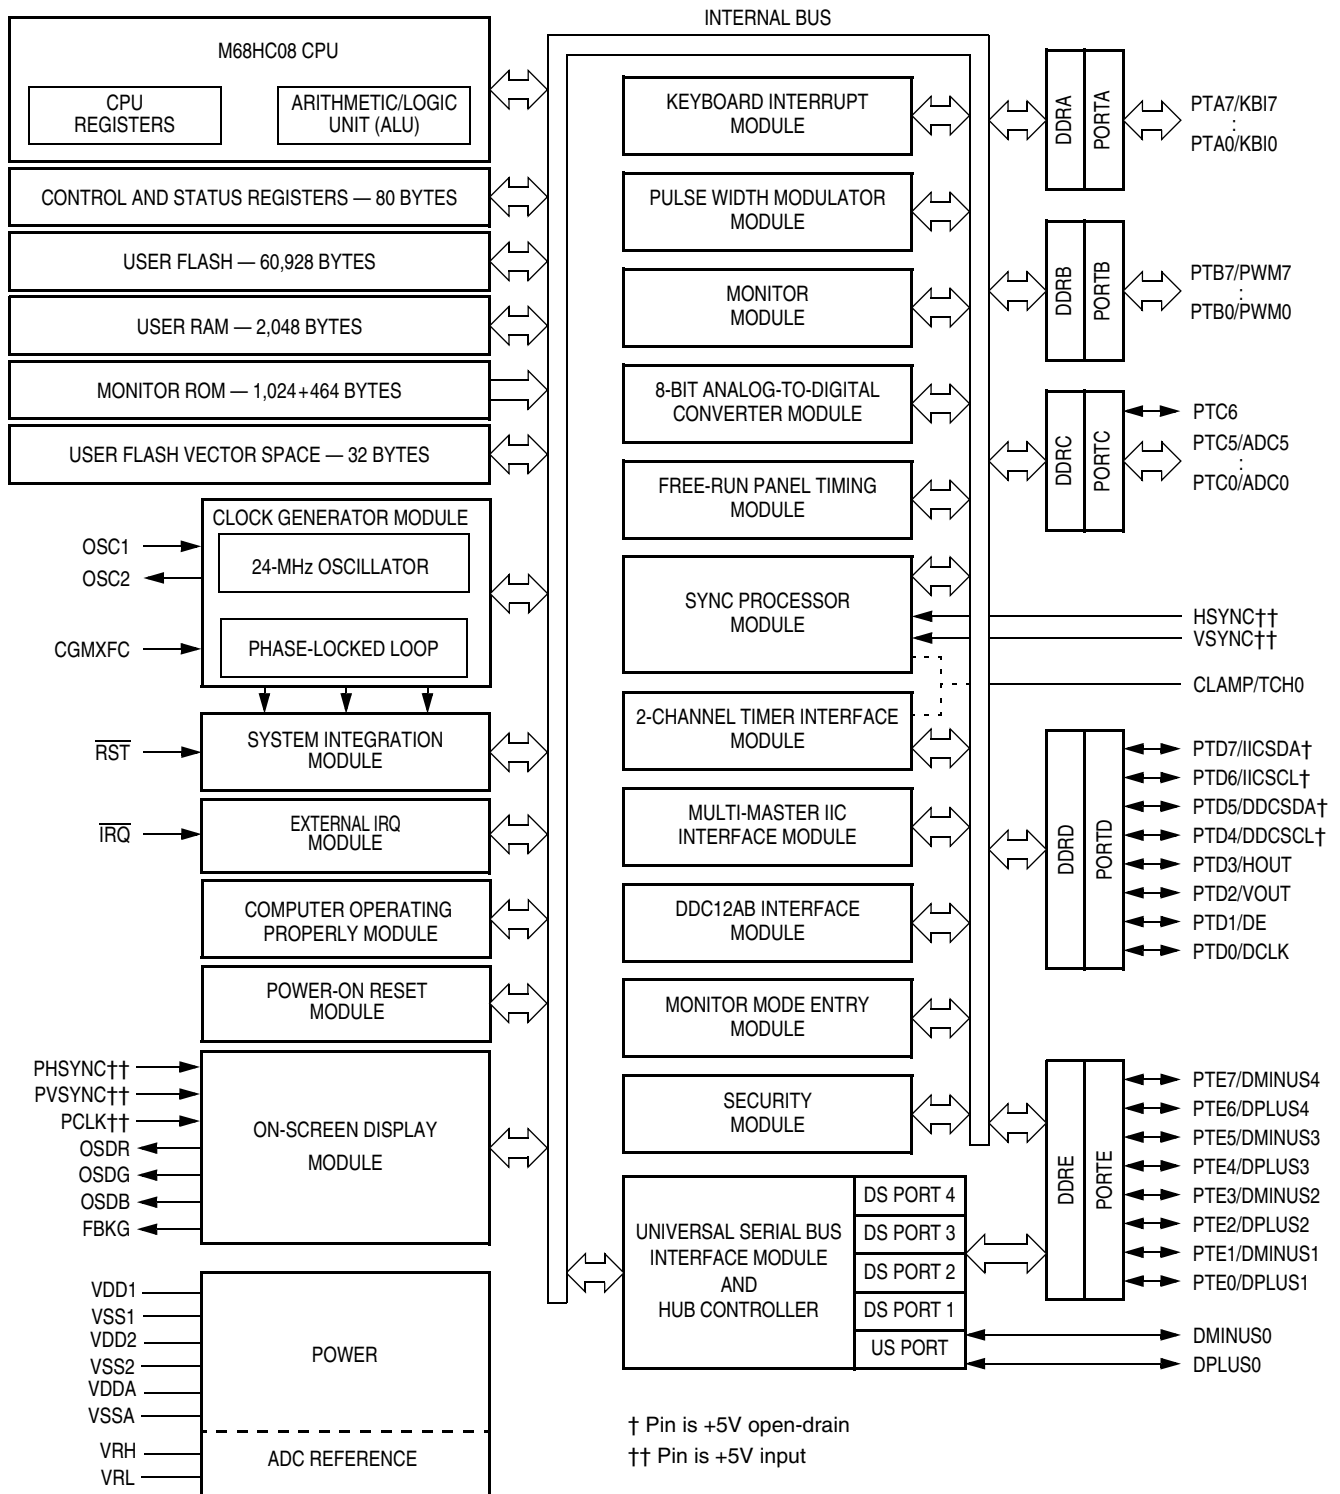 INTERNAL BUS
M68HC08 CPU
CPU
REGISTERS
ARITHMETIC/LOGIC
UNIT (ALU)
CONTROL AND STATUS REGISTERS — 80 BYTES
USER FLASH — 60,928 BYTES
USER RAM — 2,048 BYTES
MONITOR ROM — 1,024+464 BYTES
USER FLASH VECTOR SPACE — 32 BYTES
CLOCK GENERATOR MODULE
24-MHz OSCILLATOR
PHASE-LOCKED LOOP
OSC1
OSC2
CGMXFC
SYSTEM INTEGRATION
MODULE
RST
EXTERNAL IRQ
MODULE
IRQ
COMPUTER OPERATING
PROPERLY MODULE
POWER-ON RESET
MODULE
PHSYNC††
PVSYNC††
PCLK††
OSDR
OSDG
OSDB
FBKG
ON-SCREEN DISPLAY
MODULE
VDD1
VSS1
VDD2
VSS2
VDDA
VSSA
VRH
VRL
POWER
ADC REFERENCE
KEYBOARD INTERRUPT
MODULE
PULSE WIDTH MODULATOR
MODULE
MONITOR
MODULE
8-BIT ANALOG-TO-DIGITAL
CONVERTER MODULE
FREE-RUN PANEL TIMING
MODULE
SYNC PROCESSOR
MODULE
2-CHANNEL TIMER INTERFACE
MODULE
MULTI-MASTER IIC
INTERFACE MODULE
DDC12AB INTERFACE
MODULE
MONITOR MODE ENTRY
MODULE
SECURITY
MODULE
UNIVERSAL SERIAL BUS
INTERFACE MODULE
AND
HUB CONTROLLER
DS PORT 4
DS PORT 3
DS PORT 2
DS PORT 1
US PORT
DDRA
PORTA
PTA7/KBI7
:
PTA0/KBI0
DDRB
PORTB
PTB7/PWM7
:
PTB0/PWM0
DDRC
PORTC
PTC6
PTC5/ADC5
:
PTC0/ADC0
HSYNC††
VSYNC††
CLAMP/TCH0
DDRD
PORTD
PTD7/IICSDA†
PTD6/IICSCL†
PTD5/DDCSDA†
PTD4/DDCSCL†
PTD3/HOUT
PTD2/VOUT
PTD1/DE
PTD0/DCLK
DDRE
PORTE
PTE7/DMINUS4
PTE6/DPLUS4
PTE5/DMINUS3
PTE4/DPLUS3
PTE3/DMINUS2
PTE2/DPLUS2
PTE1/DMINUS1
PTE0/DPLUS1
DMINUS0
DPLUS0
† Pin is +5V open-drain
†† Pin is +5V input